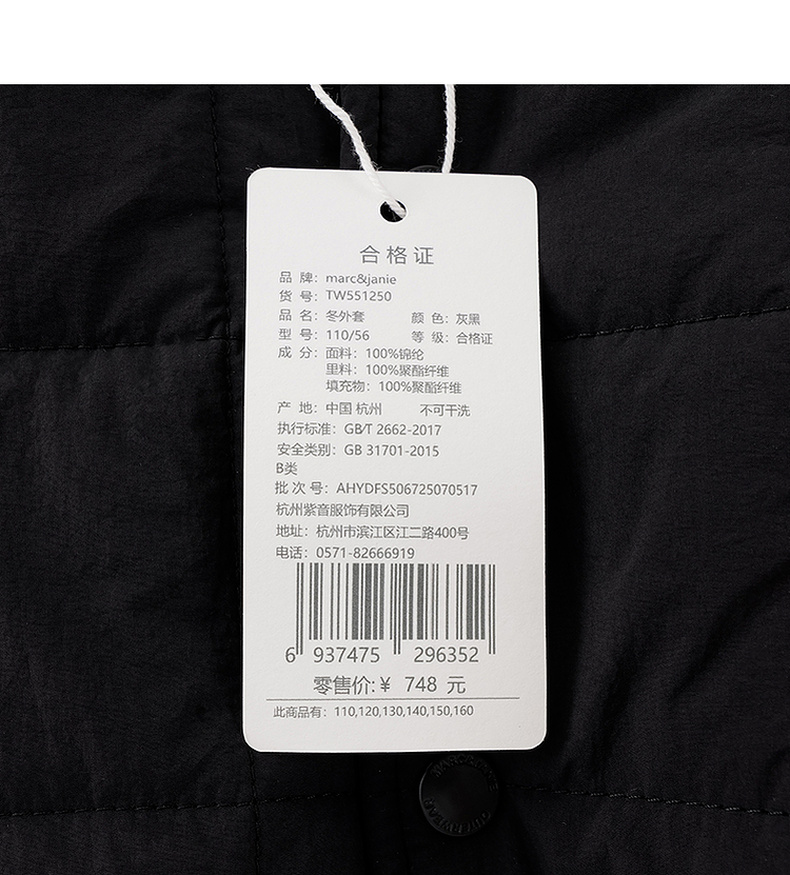 合格证
品 牌: marc&janie
货 号: TW551250
品 名: 冬外套 颜 色: 灰黑
型 号: 110/56 等 级: 合格证
成 分: 面料: 100%锦纶
里料: 100%聚酯纤维
填充物: 100%聚酯纤维
产 地: 中国 杭州 不可干洗
执行标准: GB/T 2662-2017
安全类别: GB 31701-2015
B类
批 次 号: AHYDFS506725070517
杭州紫音服饰有限公司
地址: 杭州市滨江区江二路400号
电话: 0571-82666919
6 937475 296352
零售价:¥ 748 元
此商品有: 110,120,130,140,150,160